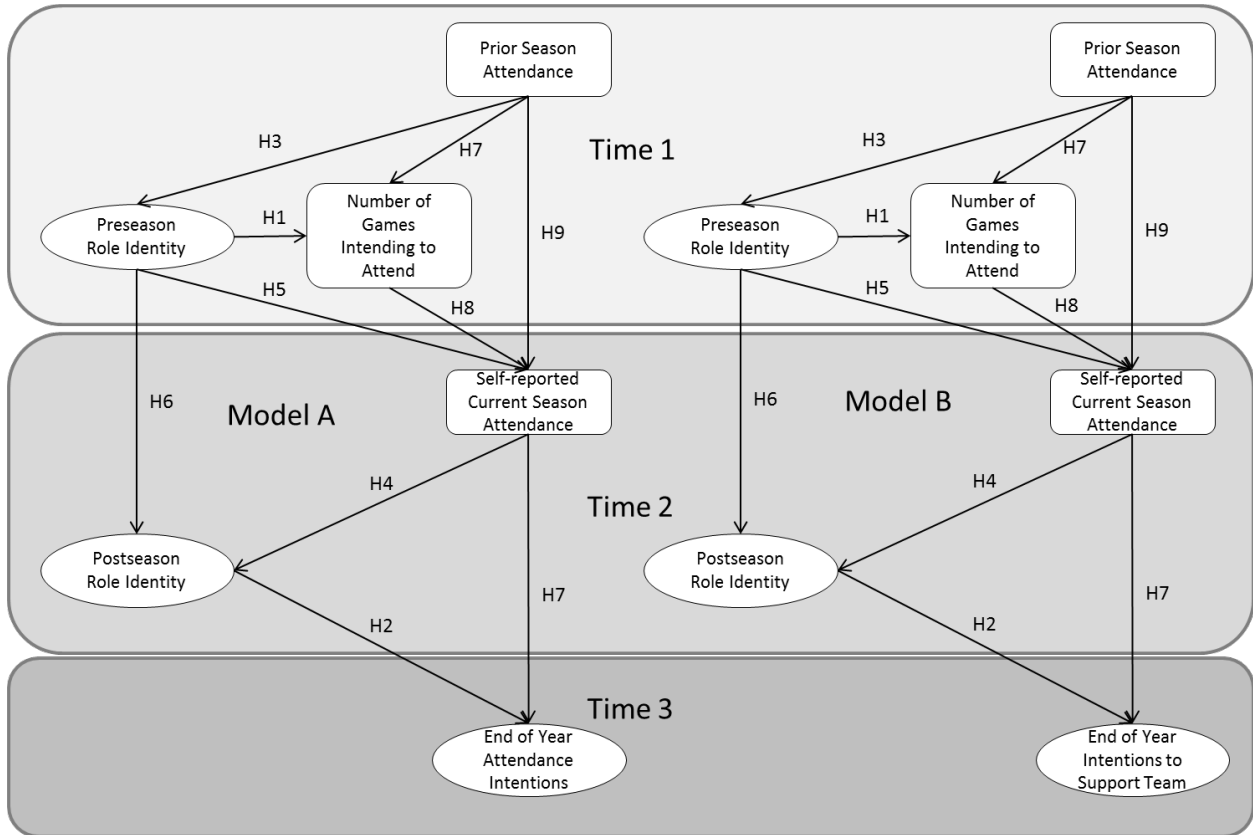 Prior Season
Attendance
Prior Season
Attendance
H3
H7
Time 1
H3
H7
Preseason
Role Identity
H1
Number of
Games
Intending to
Attend
H9
Preseason
Role Identity
H1
Number of
Games
Intending to
Attend
H9
H5
H8
H5
H8
Self-reported
Current Season
Attendance
Self-reported
Current Season
Attendance
H6
Model A
H6
Model B
H4
Time 2
H4
Postseason
Role Identity
H7
Postseason
Role Identity
H7
H2
H2
Time 3
End of Year
Attendance
Intentions
End of Year
Intentions to
Support Team